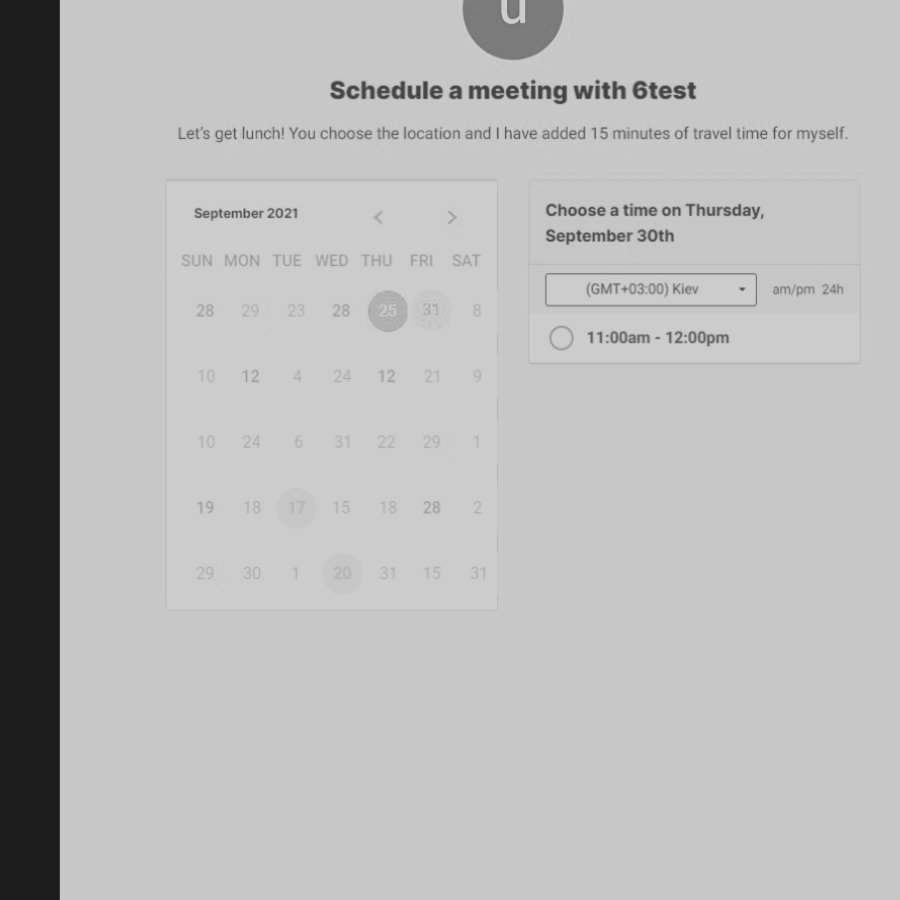 u
Schedule a meeting with 6test
Let's get lunch! You choose the location and I have added 15 minutes of travel time for myself.
September 2021
SUN MON TUE WED THU FRI SAT
28 29 23 28 25 31 8
10 12 4 24 12 21 9
10 24 6 31 22 29 1
19 18 17 15 18 28 2
29 30 1 20 31 15 31
Choose a time on Thursday,
September 30th
(GMT+03:00) Kiev am/pm 24h
11:00am - 12:00pm